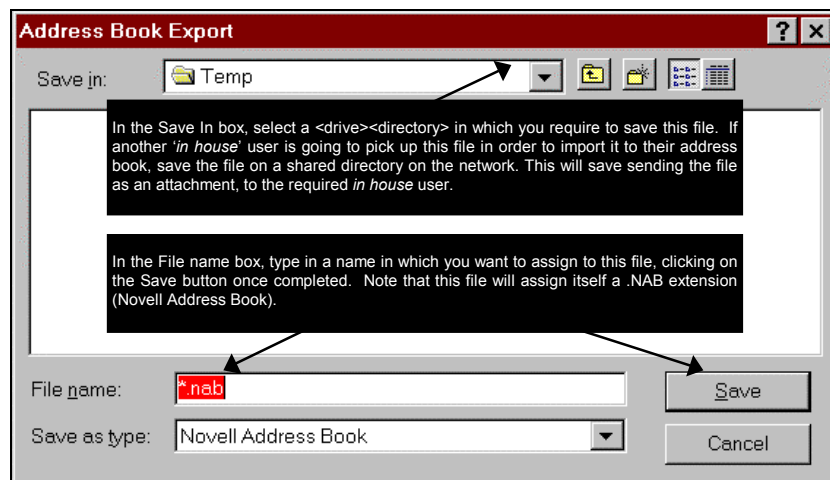 Address Book Export
Save in: Temp
In the Save In box, select a <drive><directory> in which you require to save this file. If
another ‘in house’ user is going to pick up this file in order to import it to their address
book, save the file on a shared directory on the network. This will save sending the file
as an attachment, to the required in house user.
In the File name box, type in a name in which you want to assign to this file, clicking on
the Save button once completed. Note that this file will assign itself a .NAB extension
(Novell Address Book).
File name: *.nab Save
Save as type: Novell Address Book Cancel